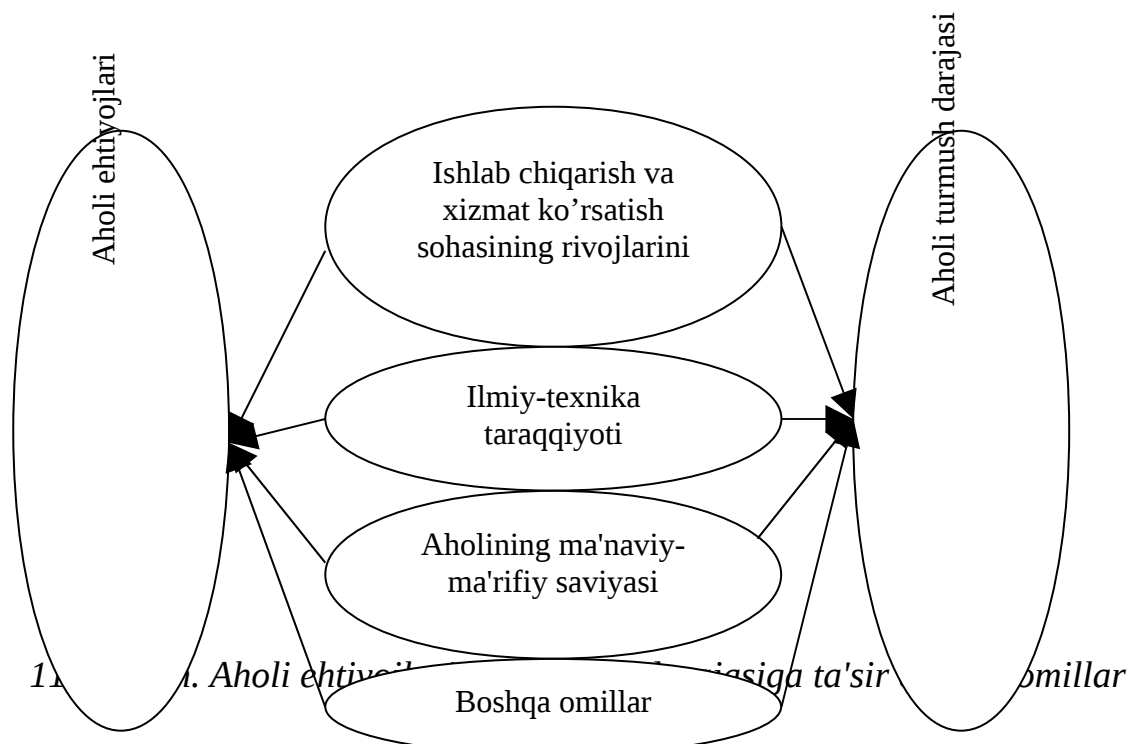 Aholi ehtiyojlari
Ishlab chiqarish va
xizmat ko’rsatish
sohasining rivojlarini
Aholi turmush darajasi
Ilmiy-texnika
taraqqiyoti
Aholining ma'naviy-
ma'rifiy saviyasi
Aholi ta'sir omillar
Boshqa omillar